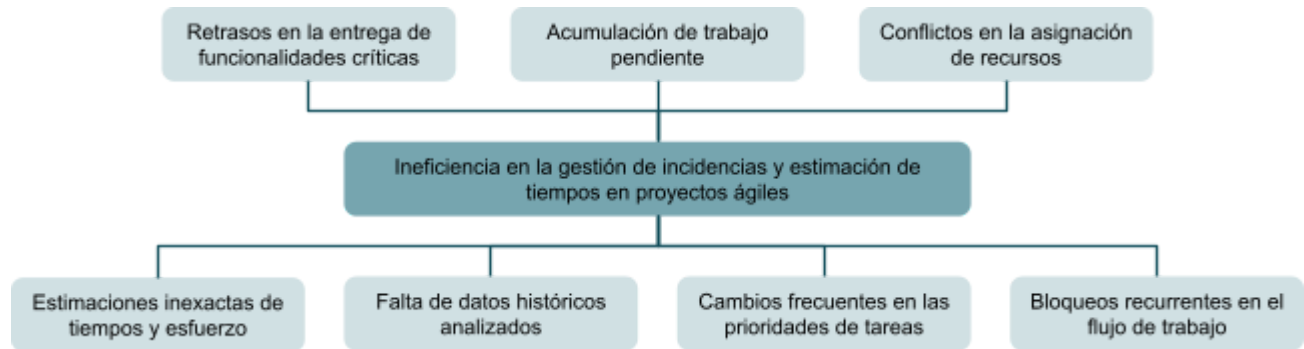 Retrasos en la entrega de
funcionalidades críticas
Acumulación de trabajo
pendiente
Conflictos en la asignación
de recursos
Ineficiencia en la gestión de incidencias y estimación de
tiempos en proyectos ágiles
Estimaciones inexactas de
tiempos y esfuerzo
Falta de datos históricos
analizados
Cambios frecuentes en las
prioridades de tareas
Bloqueos recurrentes en el
flujo de trabajo